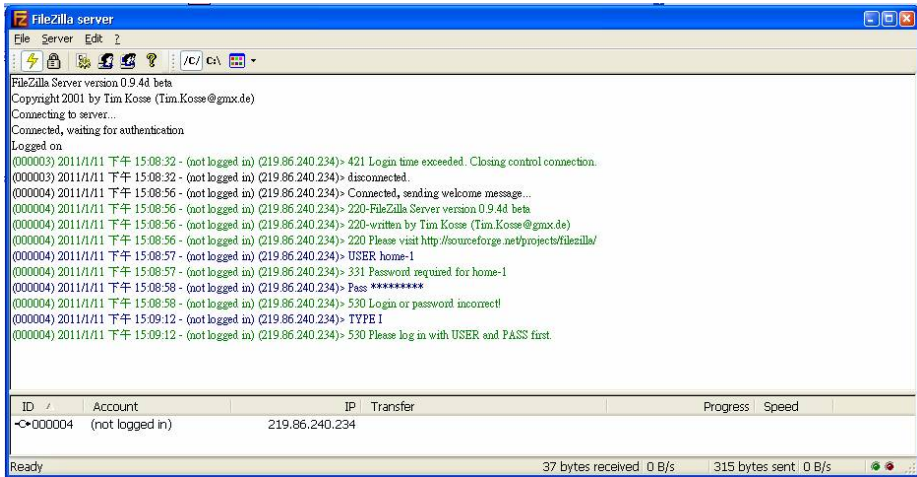 FileZilla server
File Server Edit ?
/C/ C:\
FileZilla Server version 0.9.4d beta
Copyright 2001 by Tim Kosse (Tim.Kosse@gmx.de)
Connecting to server...
Connected, waiting for authentication
Logged on
(000003) 2011/1/11 下午 15:08:32 - (not logged in) (219.86.240.234)> 421 Login time exceeded. Closing control connection.
(000003) 2011/1/11 下午 15:08:32 - (not logged in) (219.86.240.234)> disconnected.
(000004) 2011/1/11 下午 15:08:56 - (not logged in) (219.86.240.234)> Connected, sending welcome message...
(000004) 2011/1/11 下午 15:08:56 - (not logged in) (219.86.240.234)> 220-FileZilla Server version 0.9.4d beta
(000004) 2011/1/11 下午 15:08:56 - (not logged in) (219.86.240.234)> 220-written by Tim Kosse (Tim.Kosse@gmx.de)
(000004) 2011/1/11 下午 15:08:56 - (not logged in) (219.86.240.234)> 220 Please visit http://sourceforge.net/projects/filezilla/
(000004) 2011/1/11 下午 15:08:57 - (not logged in) (219.86.240.234)> USER home-1
(000004) 2011/1/11 下午 15:08:57 - (not logged in) (219.86.240.234)> 331 Password required for home-1
(000004) 2011/1/11 下午 15:08:58 - (not logged in) (219.86.240.234)> Pass *********
(000004) 2011/1/11 下午 15:08:58 - (not logged in) (219.86.240.234)> 530 Login or password incorrect!
(000004) 2011/1/11 下午 15:09:12 - (not logged in) (219.86.240.234)> TYPE I
(000004) 2011/1/11 下午 15:09:12 - (not logged in) (219.86.240.234)> 530 Please log in with USER and PASS first.
ID / Account IP Transfer Progress Speed
000004 (not logged in) 219.86.240.234
Ready 37 bytes received 0 B/s 315 bytes sent 0 B/s